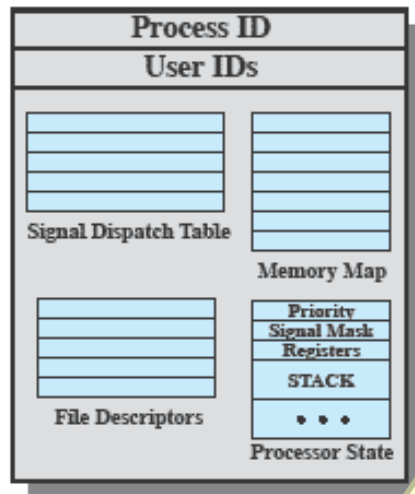 Process ID
User IDs
Signal Dispatch Table
Memory Map
File Descriptors
Priority
Signal Mask
Registers
STACK
• • •
Processor State